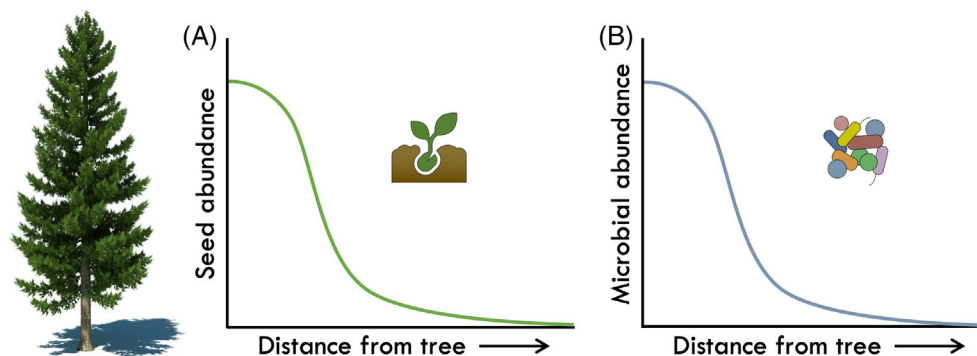 (A)
Seed abundance
Distance from tree
(B)
Microbial abundance
Distance from tree